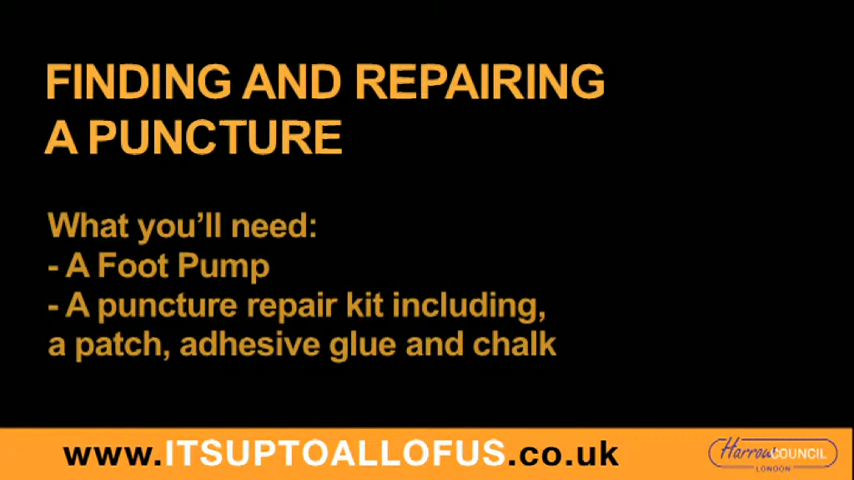 FINDING AND REPAIRING
A PUNCTURE
What you'll need:
- A Foot Pump
- A puncture repair kit including,
a patch, adhesive glue and chalk
www.ITSUPTOALLOFUS.co.uk
HarrowCOUNCIL
LONDON